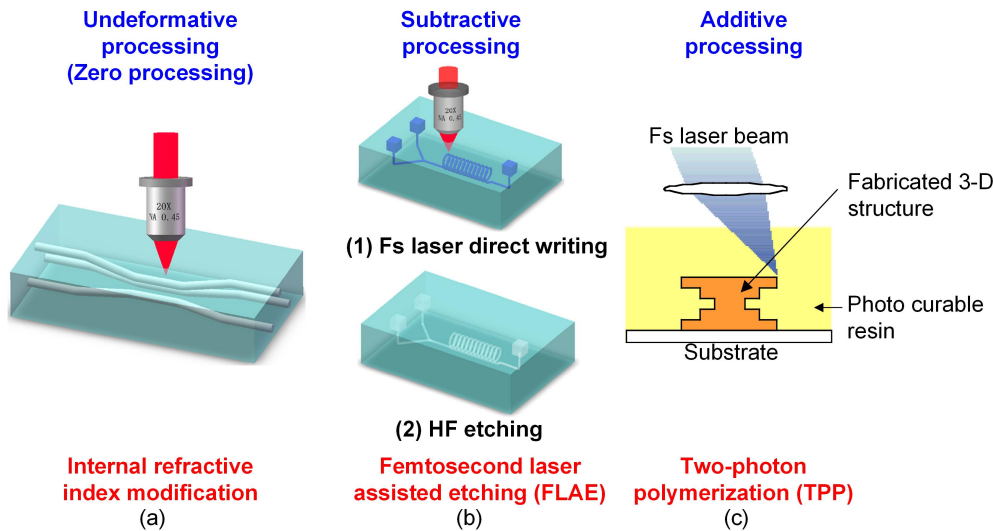 Undeformative
processing
(Zero processing)
20X
NA 0.45
Internal refractive
index modification
(a)
Subtractive
processing
20X
NA 0.45
(1) Fs laser direct writing
(2) HF etching
Femtosecond laser
assisted etching (FLAE)
(b)
Additive
processing
Fs laser beam
Fabricated 3-D
structure
Photo curable
resin
Substrate
Two-photon
polymerization (TPP)
(c)